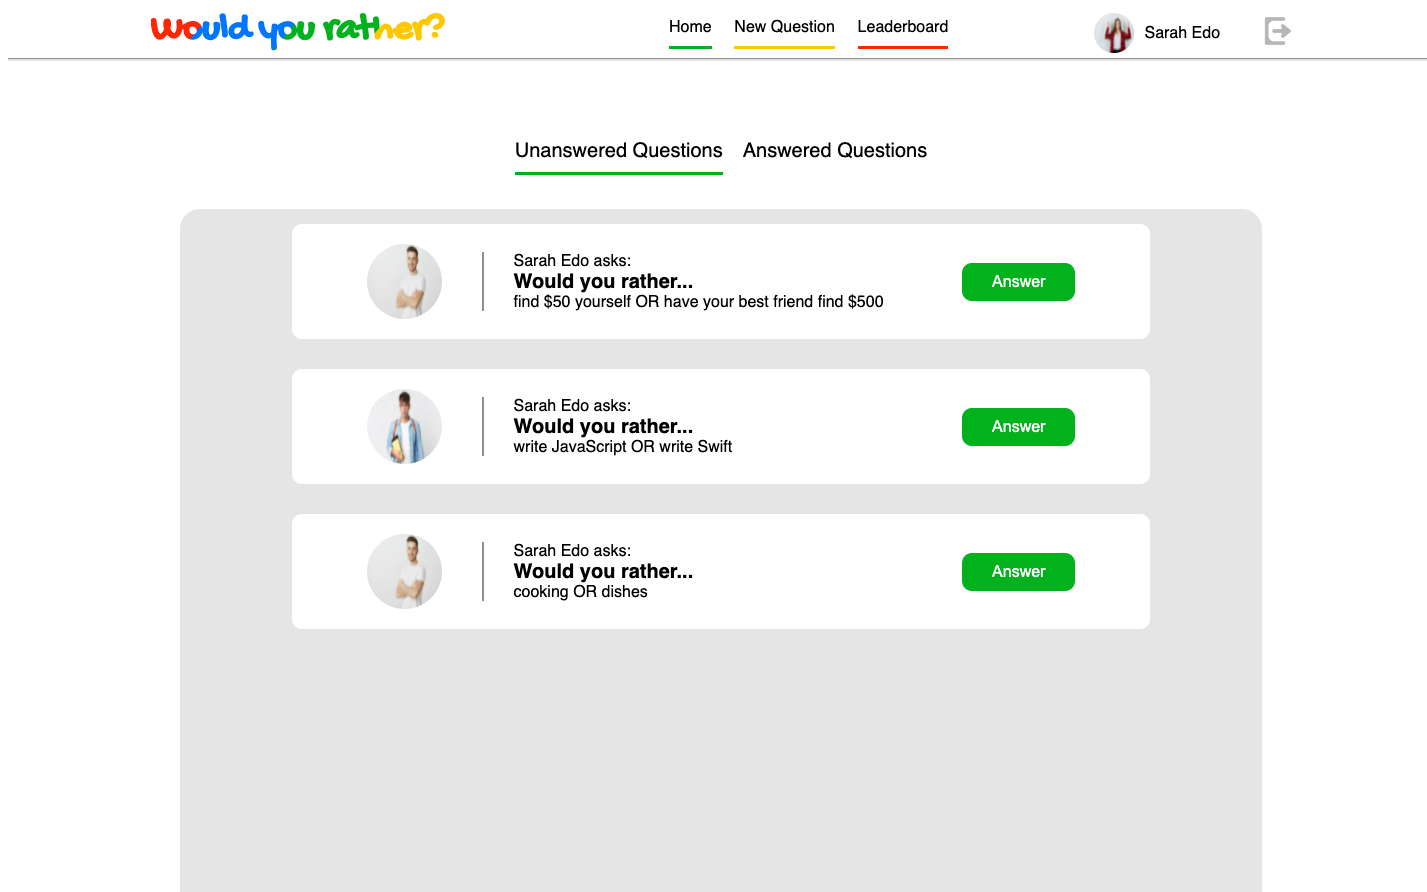 would you rather?
Home New Question Leaderboard
Sarah Edo
Unanswered Questions Answered Questions
Sarah Edo asks:
Would you rather...
find $50 yourself OR have your best friend find $500
Answer
Sarah Edo asks:
Would you rather...
write JavaScript OR write Swift
Answer
Sarah Edo asks:
Would you rather...
cooking OR dishes
Answer